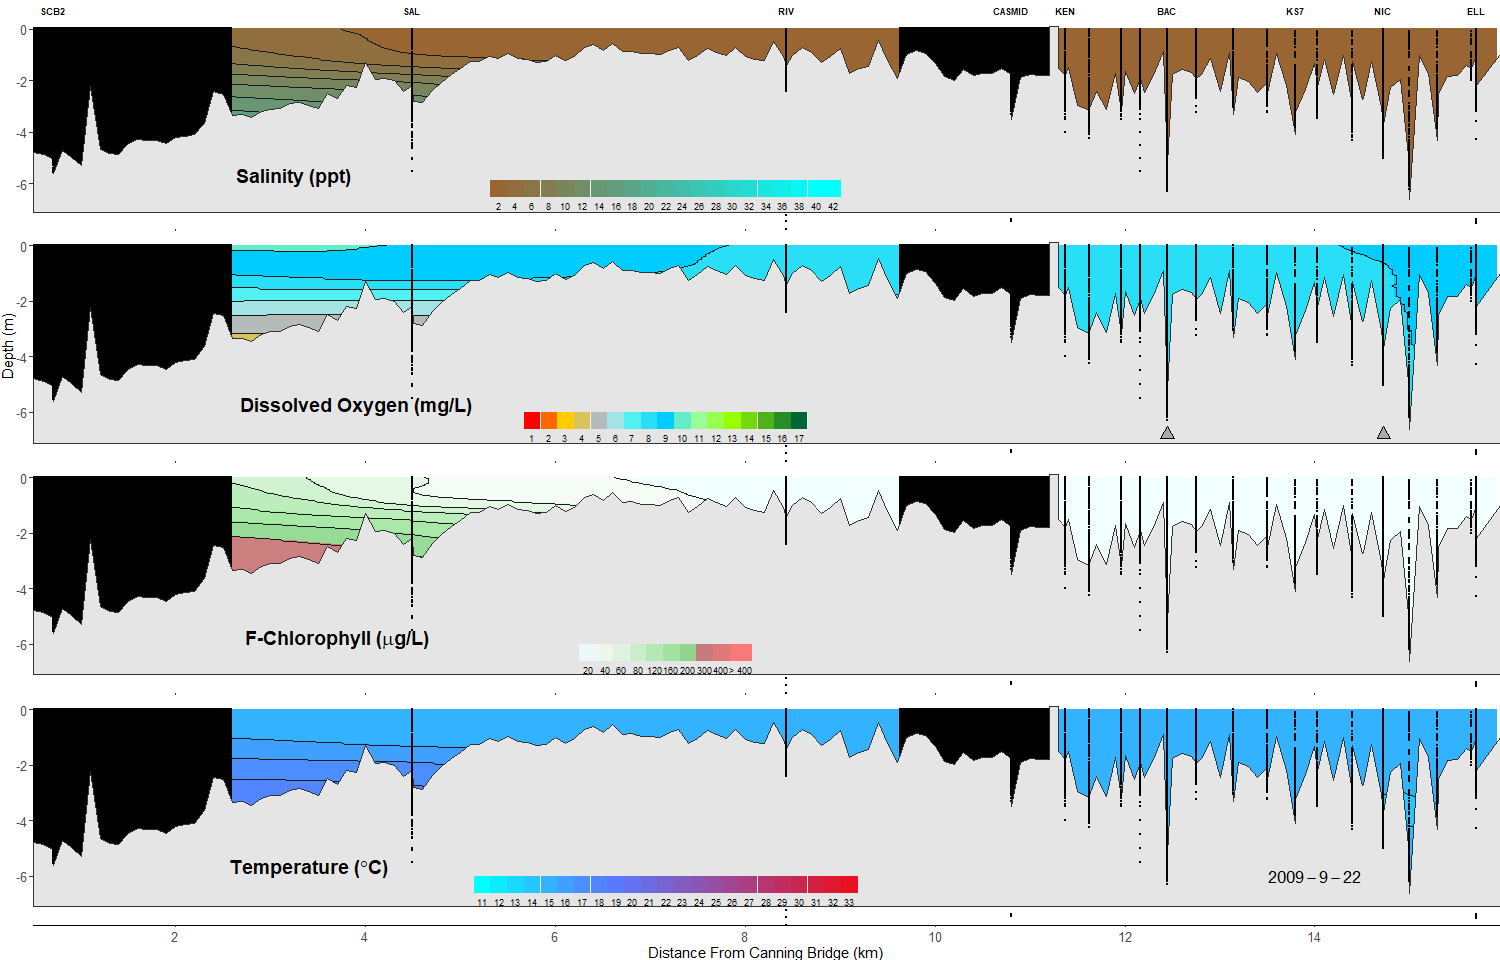 SCB2 SAL RIV CASMID KEN BAC KS7 NIC ELL
0
-2
-4
-6
Salinity (ppt)
2 4 6 8 10 12 14 16 18 20 22 24 26 28 30 32 34 36 38 40 42
0
-2
-4
-6
Dissolved Oxygen (mg/L)
1 2 3 4 5 6 7 8 9 10 11 12 13 14 15 16 17
Depth (m)
0
-2
-4
-6
F-Chlorophyll (µg/L)
20 40 60 80 120 160 200 300 400 > 400
0
-2
-4
-6
Temperature (°C)
11 12 13 14 15 16 17 18 19 20 21 22 23 24 25 26 27 28 29 30 31 32 33
2009 – 9 – 22
2 4 6 8 10 12 14
Distance From Canning Bridge (km)